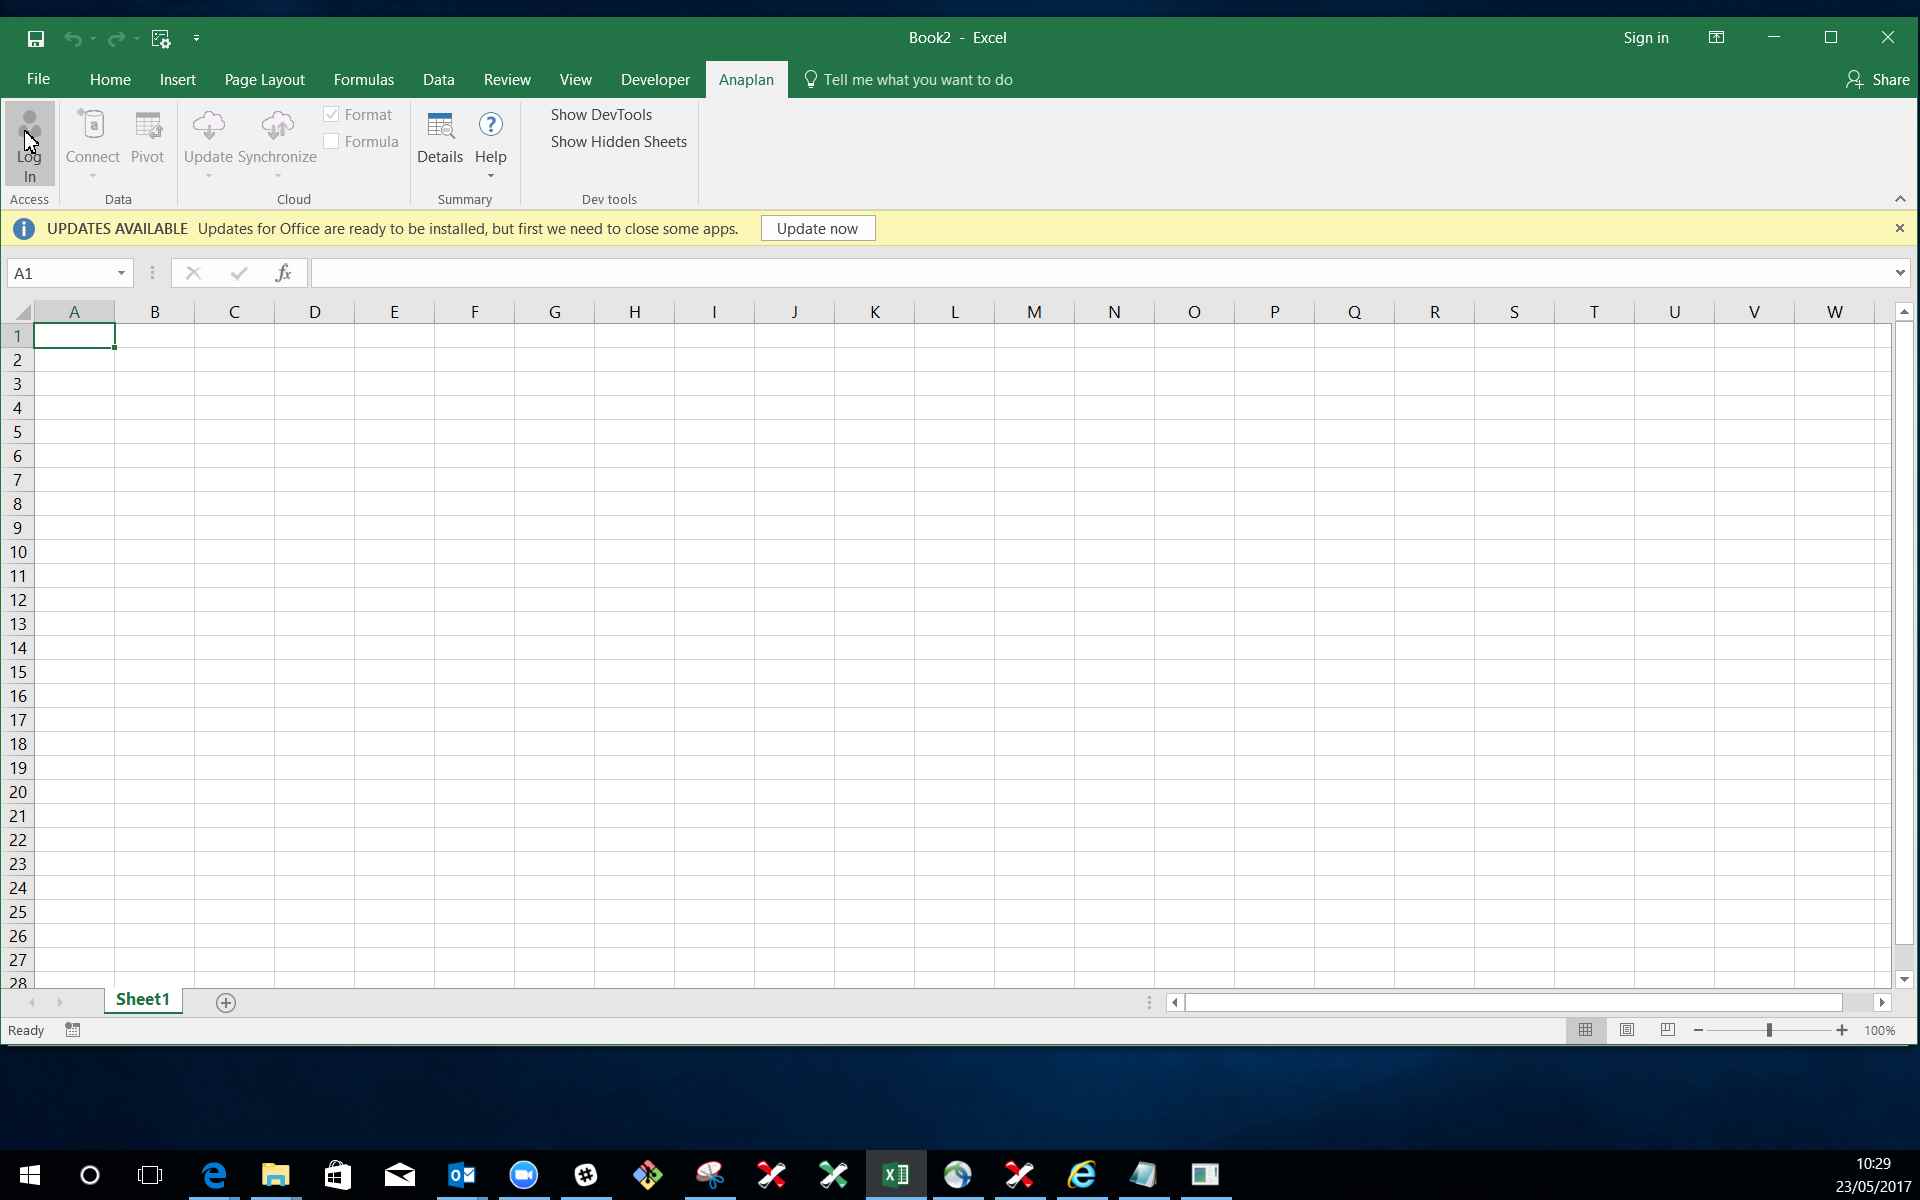 Book2 - Excel
Sign in
File Home Insert Page Layout Formulas Data Review View Developer Anaplan Tell me what you want to do Share
Log In
Connect
Pivot
Update
Synchronize
Format
Formula
Details
Help
Show DevTools
Show Hidden Sheets
Access Data Cloud Summary Dev tools
UPDATES AVAILABLE Updates for Office are ready to be installed, but first we need to close some apps. Update now
A1 fx
A B C D E F G H I J K L M N O P Q R S T U V W
1
2
3
4
5
6
7
8
9
10
11
12
13
14
15
16
17
18
19
20
21
22
23
24
25
26
27
28
Sheet1
Ready 100%
10:29
23/05/2017